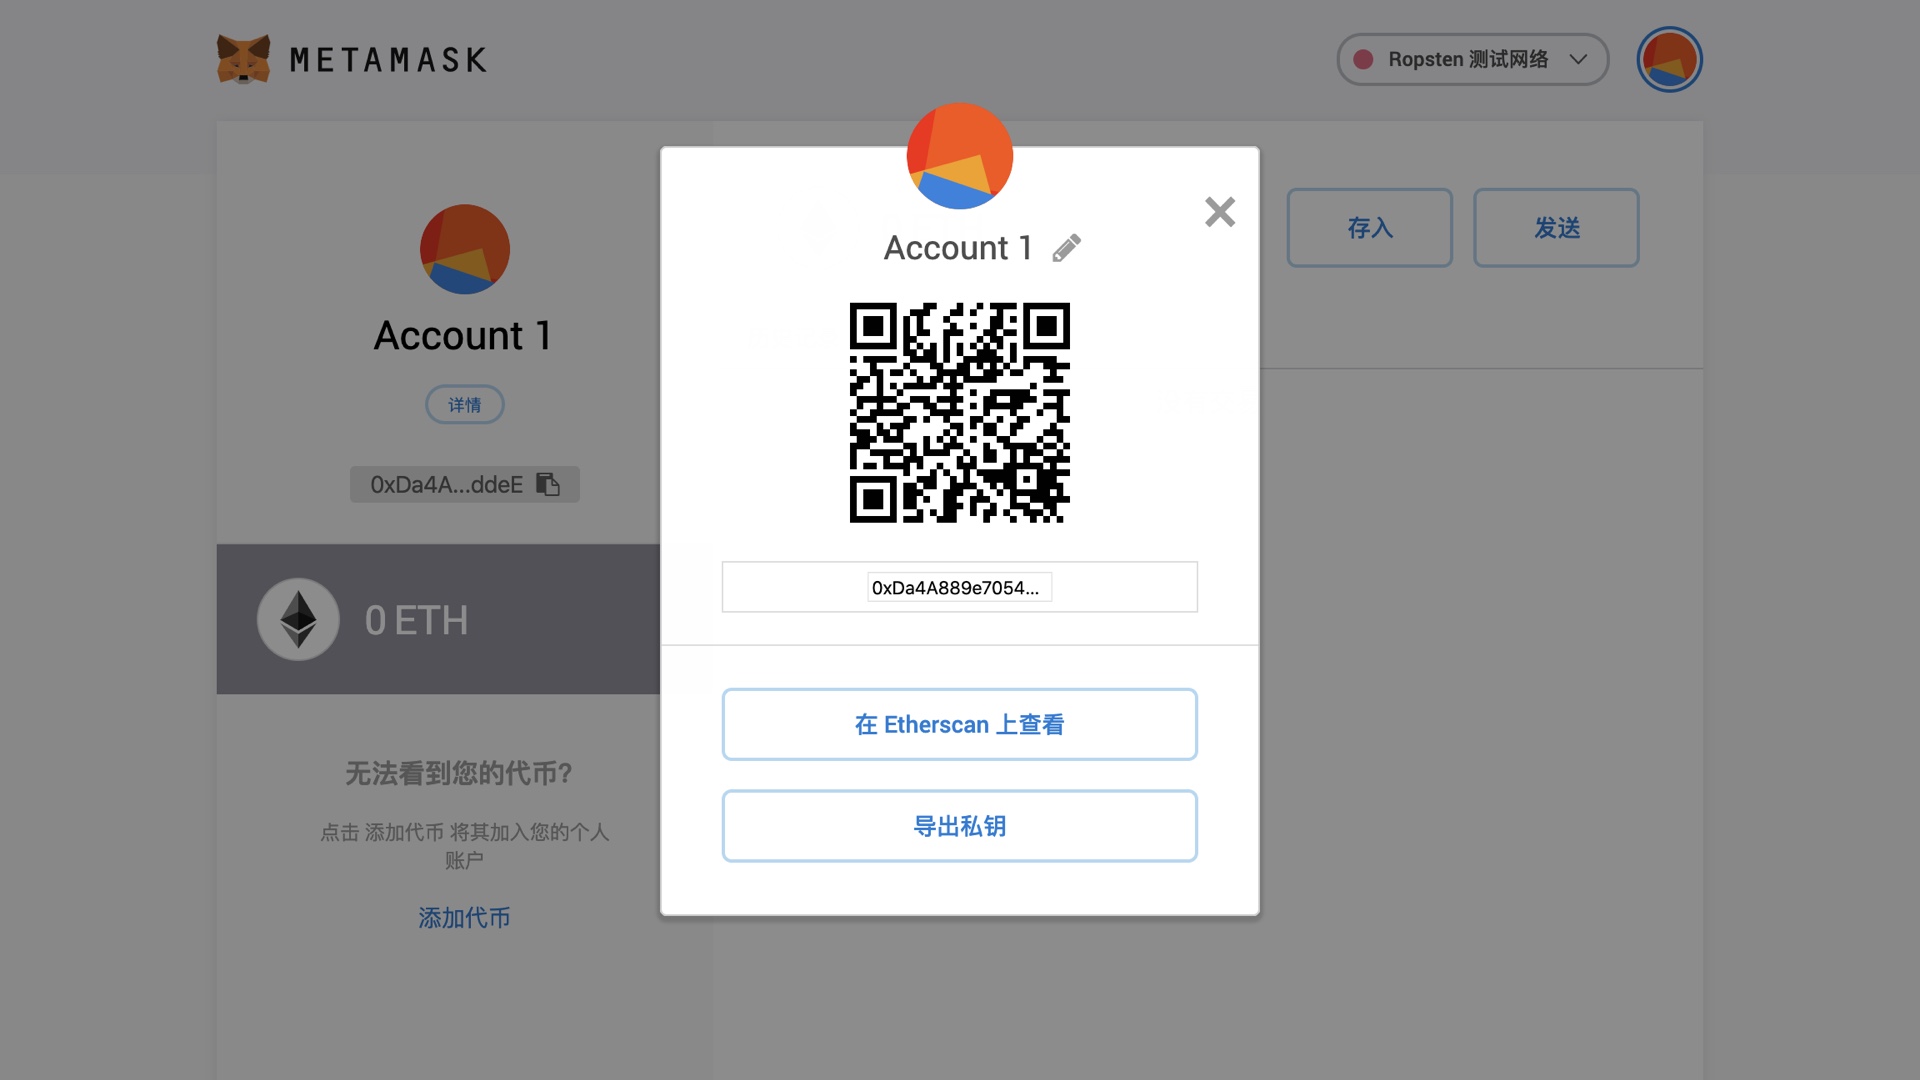 METAMASK
Ropsten 测试网络
Account 1
详情
0xDa4A...ddeE
0 ETH
无法看到您的代币?
点击 添加代币 将其加入您的个人
账户
添加代币
Account 1
0xDa4A889e7054...
在 Etherscan 上查看
导出私钥
存入
发送